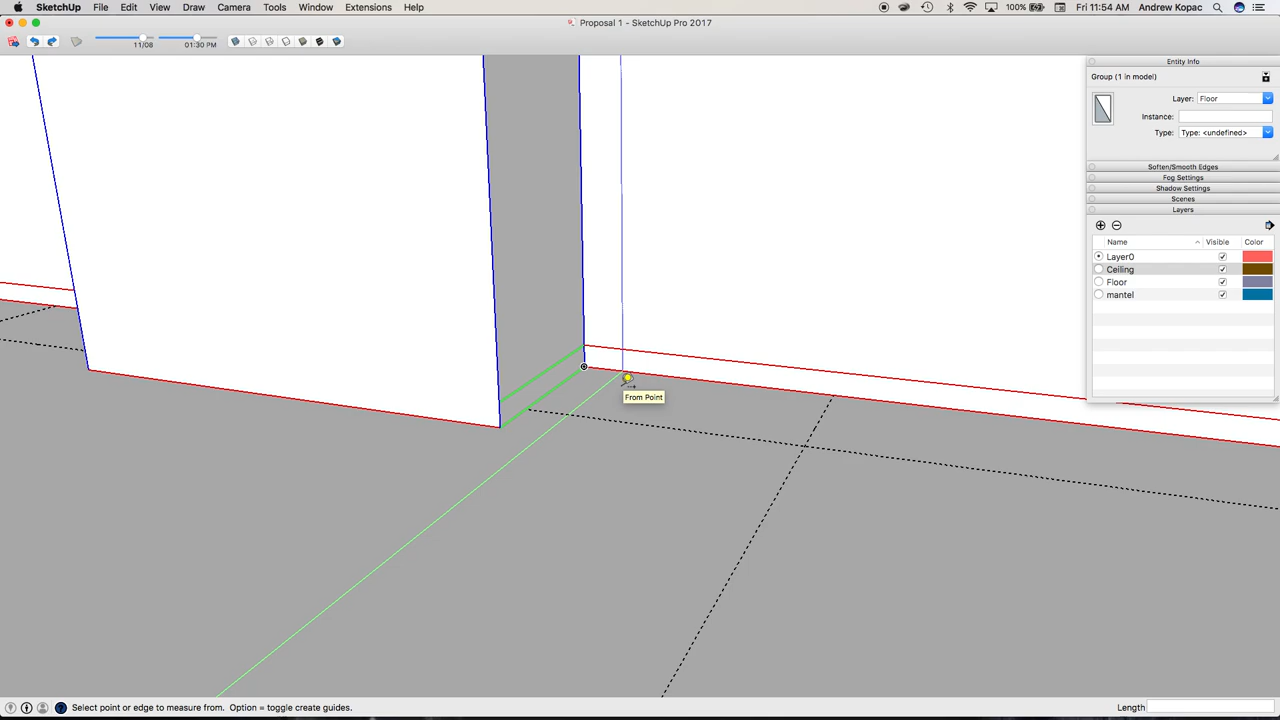 SketchUp File Edit View Draw Camera Tools Window Extensions Help 100% Fri 11:54 AM Andrew Kopac
Proposal 1 - SketchUp Pro 2017
11/08 01:30 PM
Entity Info
Group (1 in model)
Layer: Floor
Instance:
Type: Type: <undefined>
Soften/Smooth Edges
Fog Settings
Shadow Settings
Scenes
Layers
Name Visible Color
Layer0
Ceiling
Floor
mantel
From Point
Select point or edge to measure from. Option = toggle create guides. Length